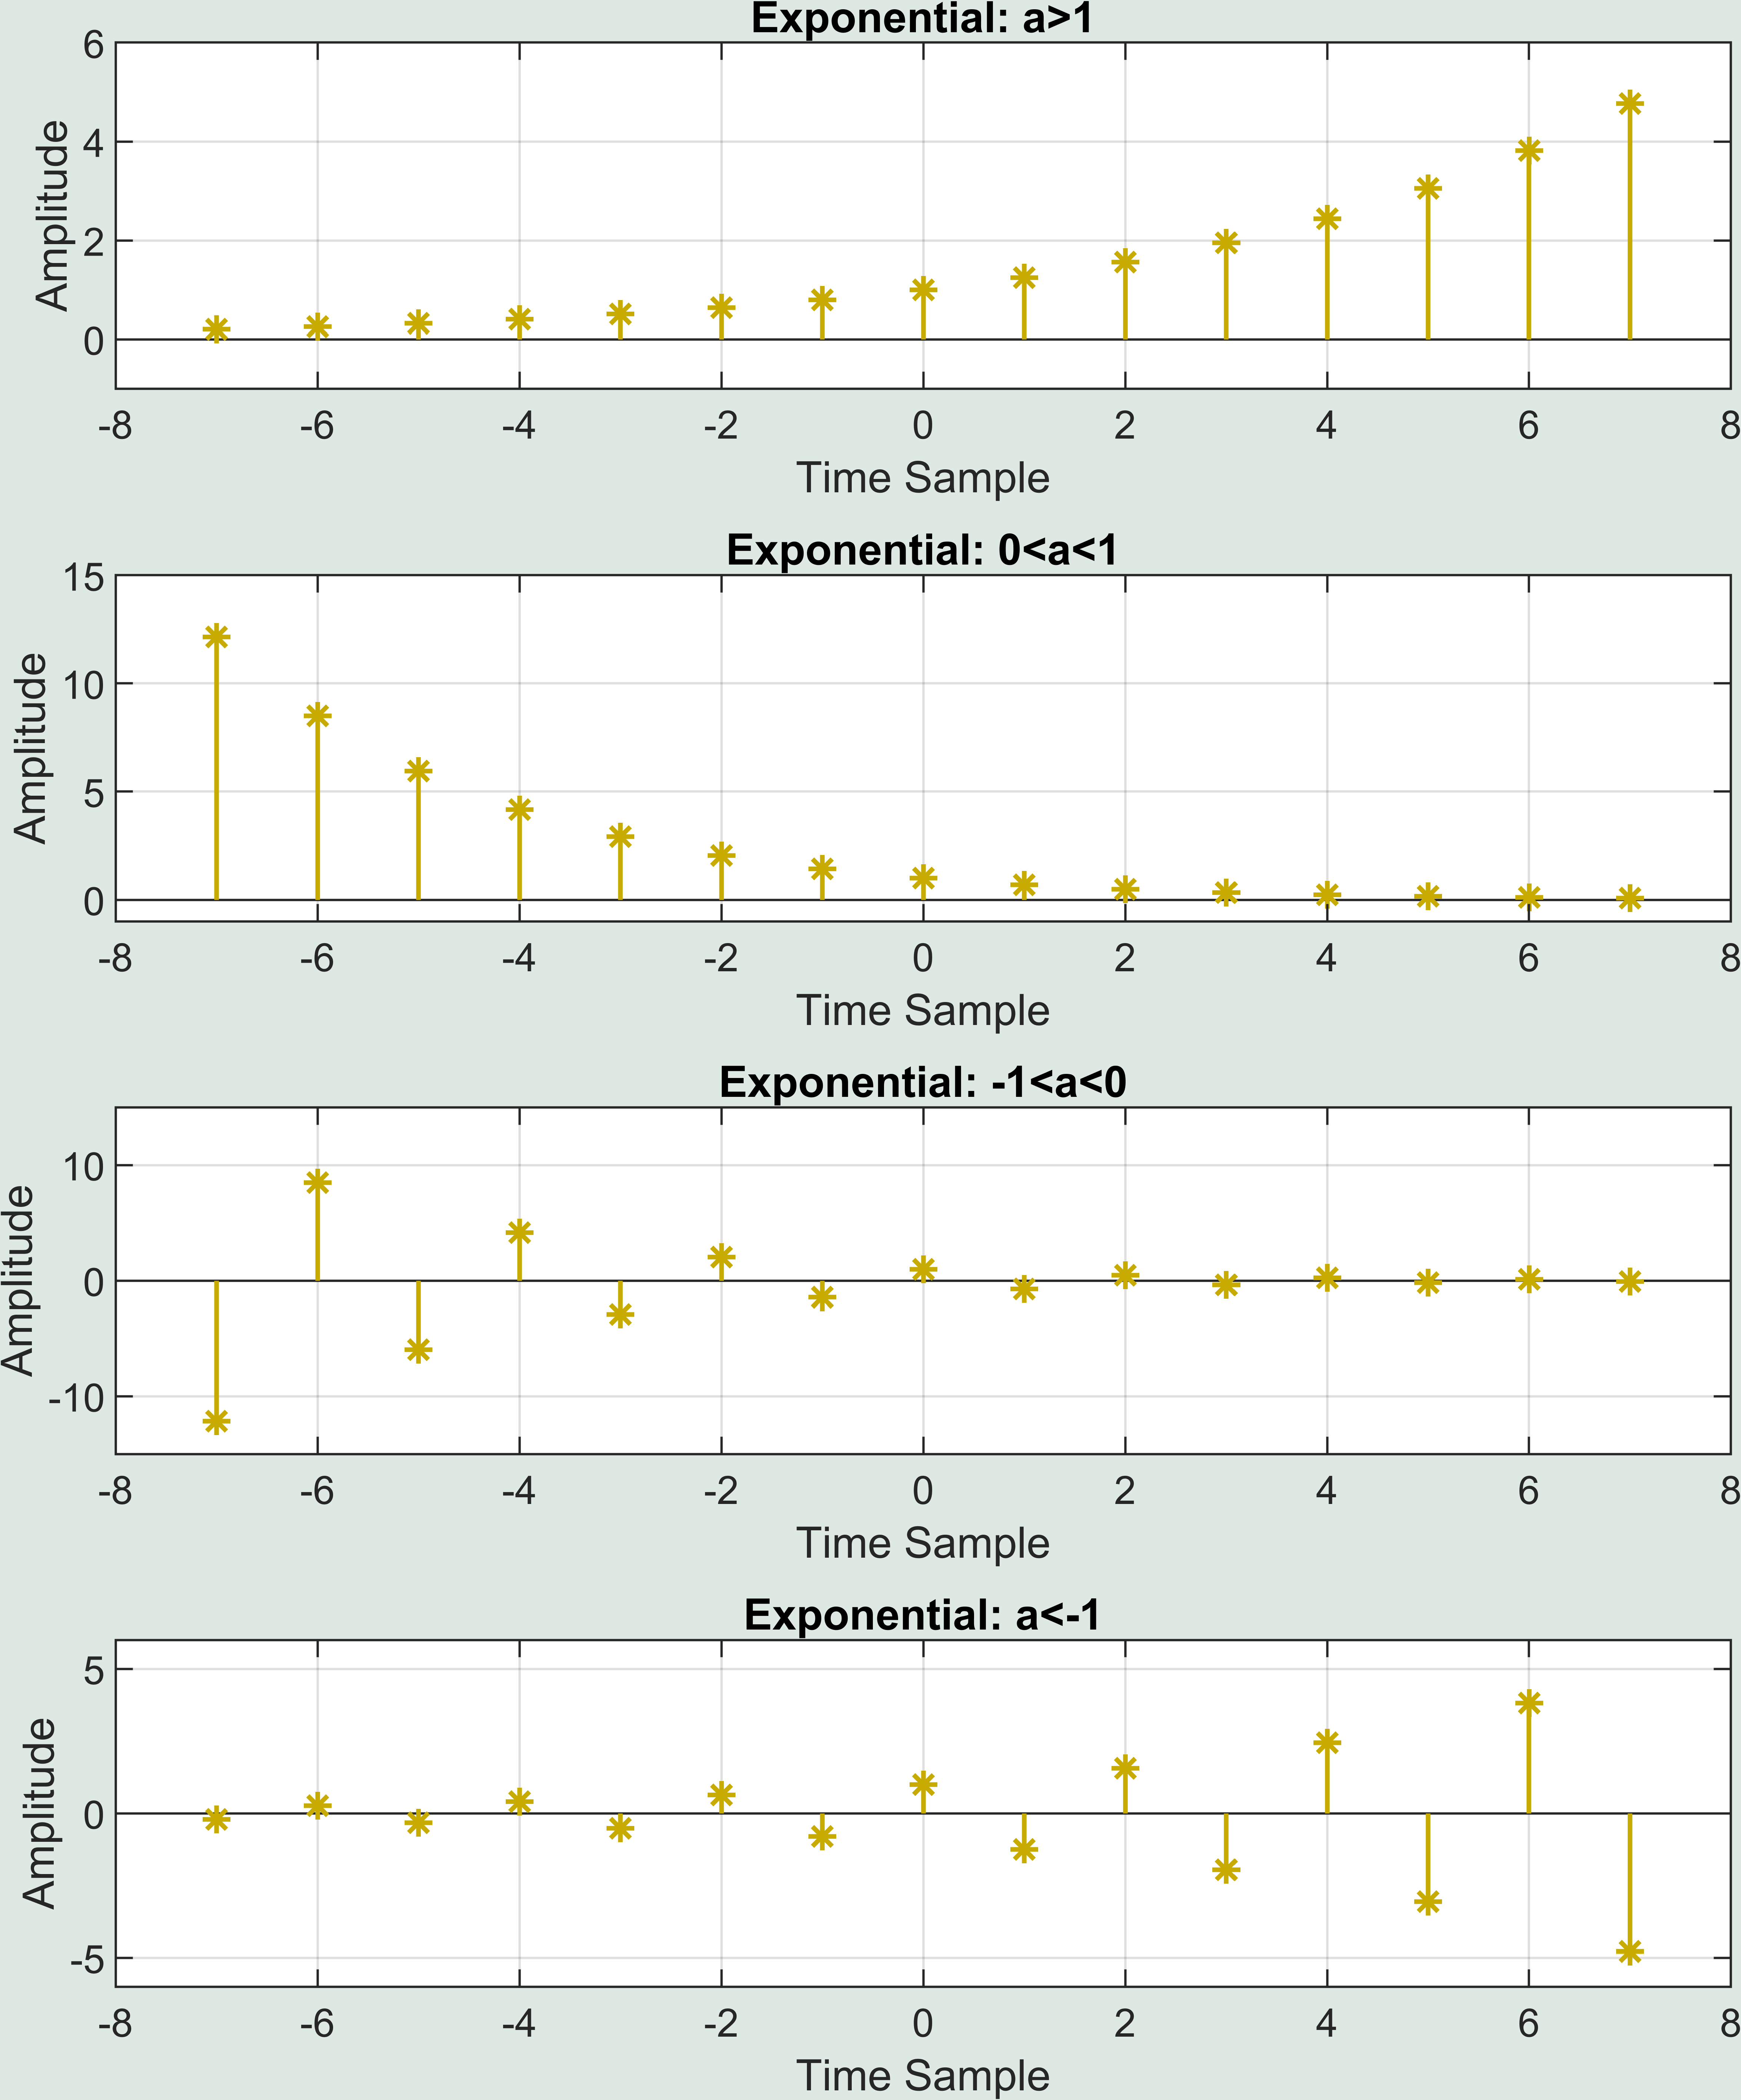 Exponential: a>1
Amplitude
6
4
2
0
-8 -6 -4 -2 0 2 4 6 8
Time Sample
Exponential: 0<a<1
Amplitude
15
10
5
0
-8 -6 -4 -2 0 2 4 6 8
Time Sample
Exponential: -1<a<0
Amplitude
10
0
-10
-8 -6 -4 -2 0 2 4 6 8
Time Sample
Exponential: a<-1
Amplitude
5
0
-5
-8 -6 -4 -2 0 2 4 6 8
Time Sample